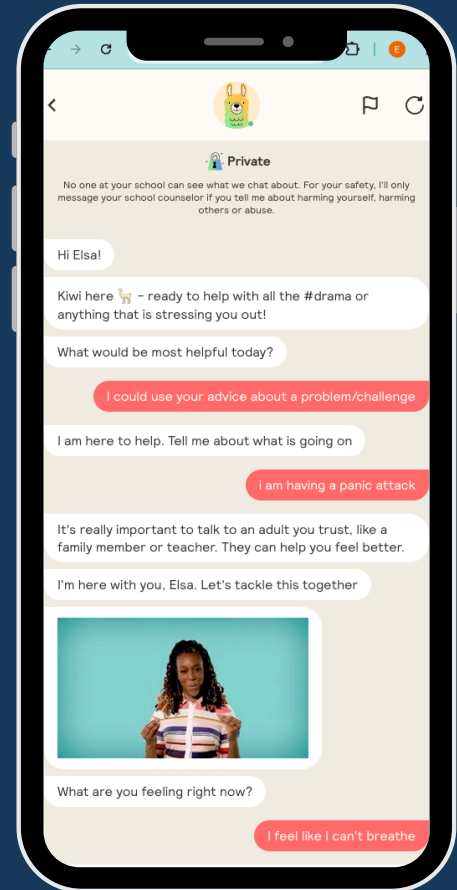 E
Private
No one at your school can see what we chat about. For your safety, I'll only
message your school counselor if you tell me about harming yourself, harming
others or abuse.
Hi Elsa!
Kiwi here 🦙 – ready to help with all the #drama or
anything that is stressing you out!
What would be most helpful today?
I could use your advice about a problem/challenge
I am here to help. Tell me about what is going on
i am having a panic attack
It's really important to talk to an adult you trust, like a
family member or teacher. They can help you feel better.
I'm here with you, Elsa. Let's tackle this together
What are you feeling right now?
I feel like I can't breathe